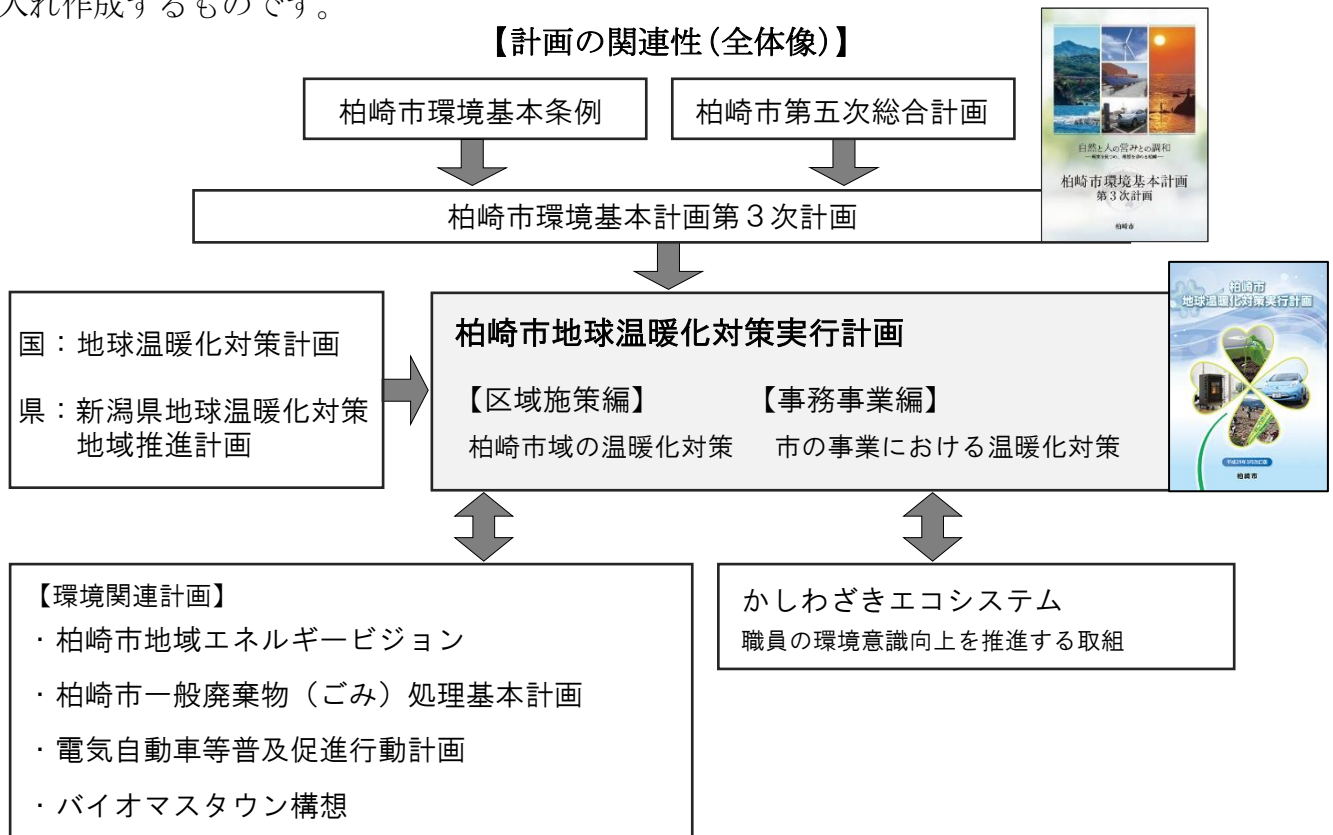 入れ作成するものです。
【計画の関連性(全体像)】
柏崎市環境基本条例
柏崎市第五次総合計画
自然と人の営みとの調和
柏崎市環境基本計画
第3次計画
柏崎市
柏崎市環境基本計画第3次計画
国:地球温暖化対策計画
県:新潟県地球温暖化対策
地域推進計画
柏崎市地球温暖化対策実行計画
【区域施策編】
柏崎市域の温暖化対策
【事務事業編】
市の事業における温暖化対策
柏崎市
地球温暖化対策実行計画
柏崎市
【環境関連計画】
・柏崎市地域エネルギービジョン
・柏崎市一般廃棄物(ごみ)処理基本計画
・電気自動車等普及促進行動計画
・バイオマスタウン構想
かしわざきエコシステム
職員の環境意識向上を推進する取組